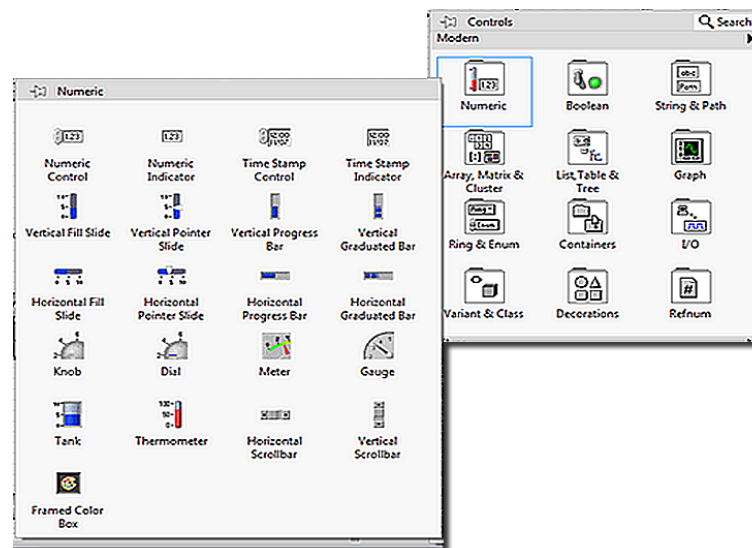 Controls
Search
Modern
Numeric
Boolean
String & Path
Array, Matrix &
Cluster
List, Table &
Tree
Graph
Ring & Enum
Containers
I/O
Variant & Class
Decorations
Refnum
Numeric
Numeric
Control
Numeric
Indicator
Time Stamp
Control
Time Stamp
Indicator
Vertical Fill Slide
Vertical Pointer
Slide
Vertical Progress
Bar
Vertical
Graduated Bar
Horizontal Fill
Slide
Horizontal
Pointer Slide
Horizontal
Progress Bar
Horizontal
Graduated Bar
Knob
Dial
Meter
Gauge
Tank
Thermometer
Horizontal
Scrollbar
Vertical
Scrollbar
Framed Color
Box